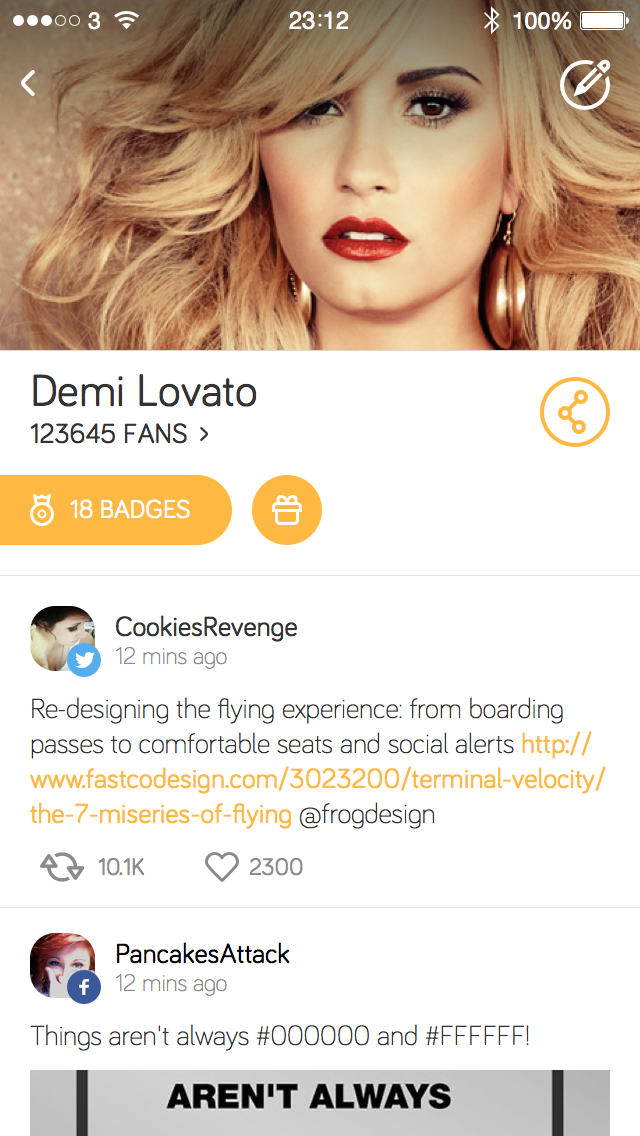 3 23:12 100%
Demi Lovato
123645 FANS >
18 BADGES
CookiesRevenge
12 mins ago
Re-designing the flying experience: from boarding
passes to comfortable seats and social alerts http://
www.fastcodesign.com/3023200/terminal-velocity/
the-7-miseries-of-flying @frogdesign
10.1K 2300
PancakesAttack
f
12 mins ago
Things aren't always #000000 and #FFFFFF!
AREN'T ALWAYS